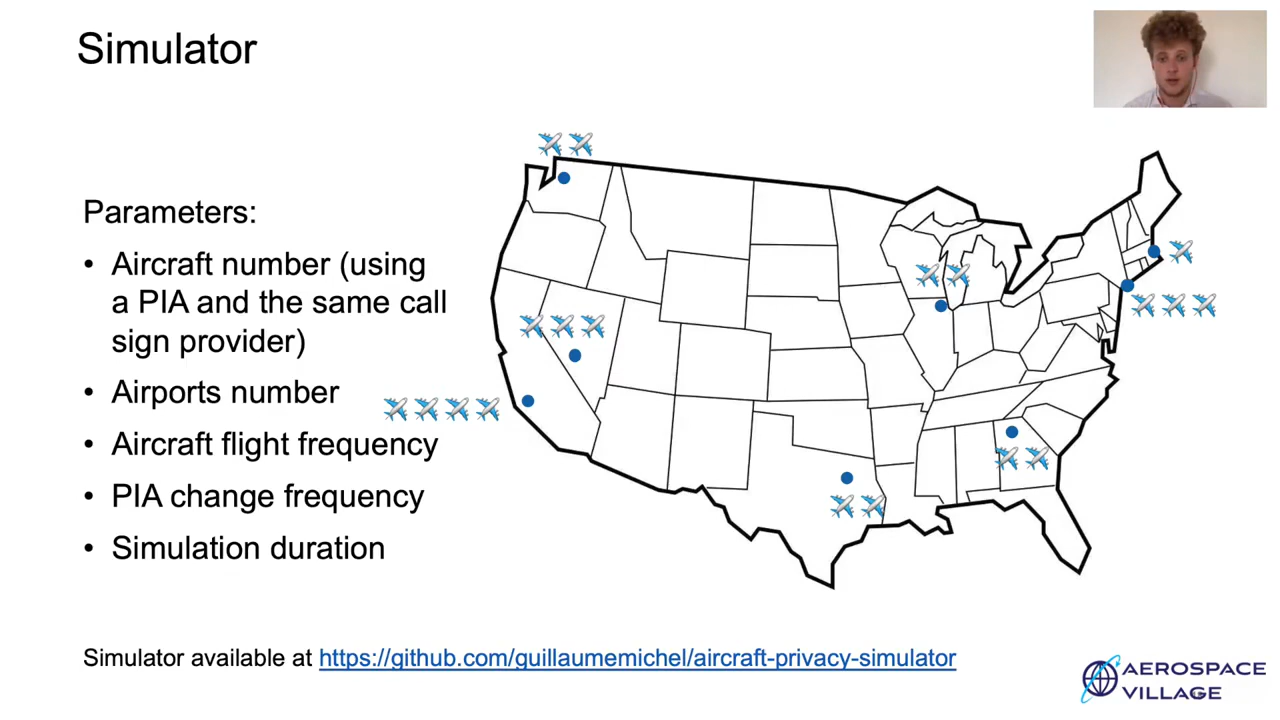 Simulator
Parameters:
• Aircraft number (using
a PIA and the same call
sign provider)
• Airports number
• Aircraft flight frequency
• PIA change frequency
• Simulation duration
Simulator available at https://github.com/guillaumemichel/aircraft-privacy-simulator
AEROSPACE
VILLAGE